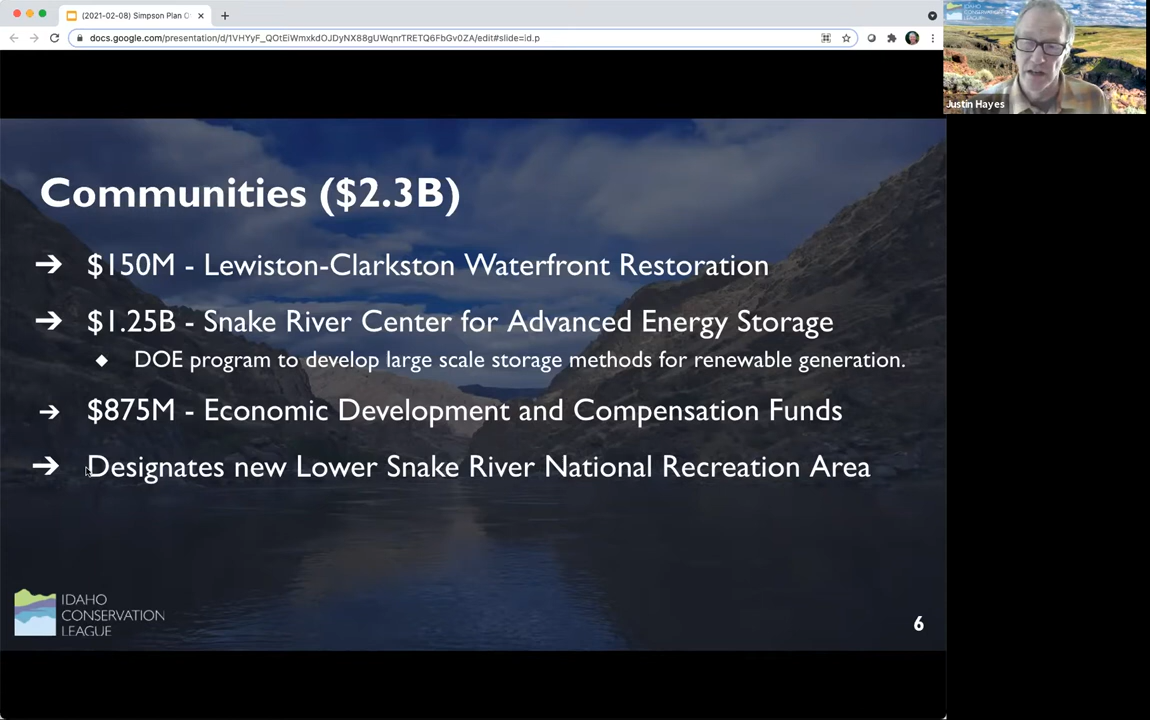 (2021-02-08) Simpson Plan O
docs.google.com/presentation/d/1VHYyF_QOtEiWmxkdOJDyNX88gUWqnrTRETQ6FbGv0ZA/edit#slide=id.p
IDAHO
CONSERVATION
LEAGUE
Justin Hayes
Communities ($2.3B)
➔ $150M - Lewiston-Clarkston Waterfront Restoration
➔ $1.25B - Snake River Center for Advanced Energy Storage
◆ DOE program to develop large scale storage methods for renewable generation.
➔ $875M - Economic Development and Compensation Funds
➔ Designates new Lower Snake River National Recreation Area
IDAHO
CONSERVATION
LEAGUE
6